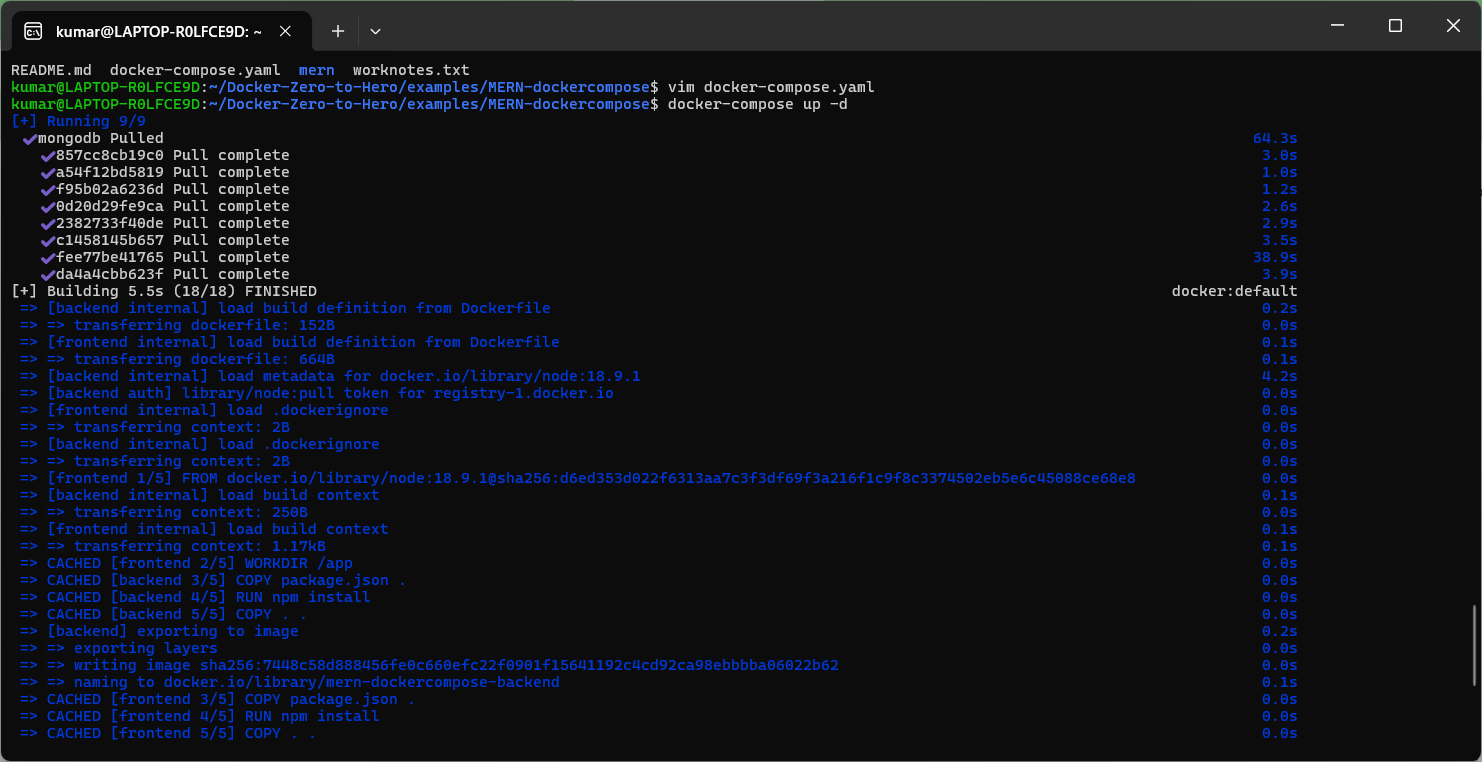 kumar@LAPTOP-R0LFCE9D: ~
README.md  docker-compose.yaml  mern  worknotes.txt
kumar@LAPTOP-R0LFCE9D:~/Docker-Zero-to-Hero/examples/MERN-dockercompose$ vim docker-compose.yaml
kumar@LAPTOP-R0LFCE9D:~/Docker-Zero-to-Hero/examples/MERN-dockercompose$ docker-compose up -d
[+] Running 9/9
✔mongodb Pulled 64.3s
✔857cc8cb19c0 Pull complete 3.0s
✔a54f12bd5819 Pull complete 1.0s
✔f95b02a6236d Pull complete 1.2s
✔0d20d29fe9ca Pull complete 2.6s
✔2382733f40de Pull complete 2.9s
✔c1458145b657 Pull complete 3.5s
✔fee77be41765 Pull complete 38.9s
✔da4a4cbb623f Pull complete 3.9s
[+] Building 5.5s (18/18) FINISHED docker:default
=> [backend internal] load build definition from Dockerfile 0.2s
=> => transferring dockerfile: 152B 0.0s
=> [frontend internal] load build definition from Dockerfile 0.1s
=> => transferring dockerfile: 664B 0.1s
=> [backend internal] load metadata for docker.io/library/node:18.9.1 4.2s
=> [backend auth] library/node:pull token for registry-1.docker.io 0.0s
=> [frontend internal] load .dockerignore 0.0s
=> => transferring context: 2B 0.0s
=> [backend internal] load .dockerignore 0.0s
=> => transferring context: 2B 0.0s
=> [frontend 1/5] FROM docker.io/library/node:18.9.1@sha256:d6ed353d022f6313aa7c3f3df69f3a216f1c9f8c3374502eb5e6c45088ce68e8 0.0s
=> [backend internal] load build context 0.1s
=> => transferring context: 250B 0.0s
=> [frontend internal] load build context 0.1s
=> => transferring context: 1.17kB 0.1s
=> CACHED [frontend 2/5] WORKDIR /app 0.0s
=> CACHED [backend 3/5] COPY package.json . 0.0s
=> CACHED [backend 4/5] RUN npm install 0.0s
=> CACHED [backend 5/5] COPY . . 0.0s
=> [backend] exporting to image 0.2s
=> => exporting layers 0.0s
=> => writing image sha256:7448c58d888456fe0c660efc22f0901f15641192c4cd92ca98ebbbba06022b62 0.0s
=> => naming to docker.io/library/mern-dockercompose-backend 0.1s
=> CACHED [frontend 3/5] COPY package.json . 0.0s
=> CACHED [frontend 4/5] RUN npm install 0.0s
=> CACHED [frontend 5/5] COPY . . 0.0s